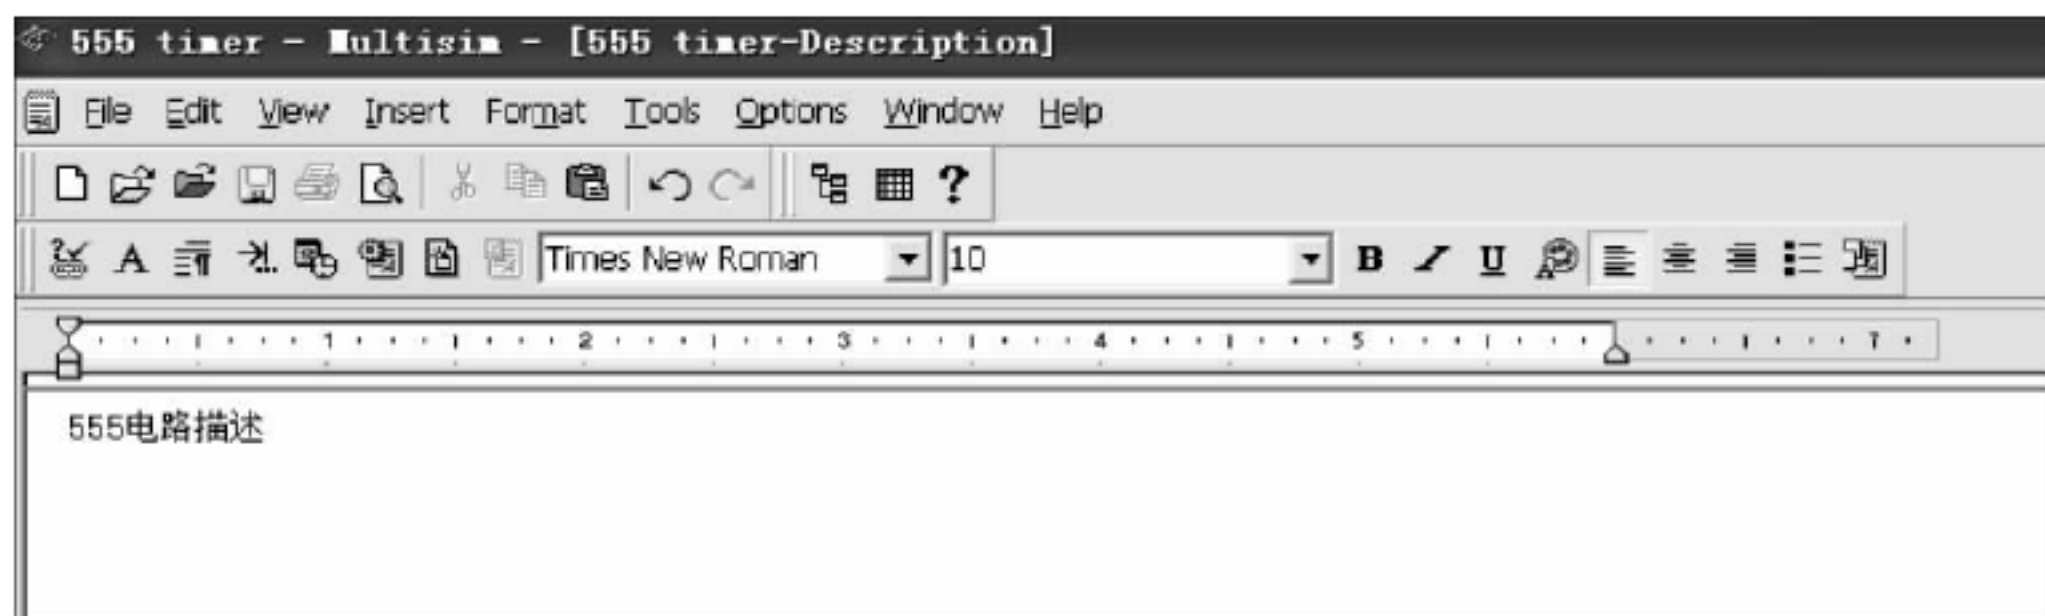 555 timer - Multisim - [555 timer-Description]
File Edit View Insert Format Tools Options Window Help
Times New Roman 10 B I U
1 2 3 4 5 7
555电路描述